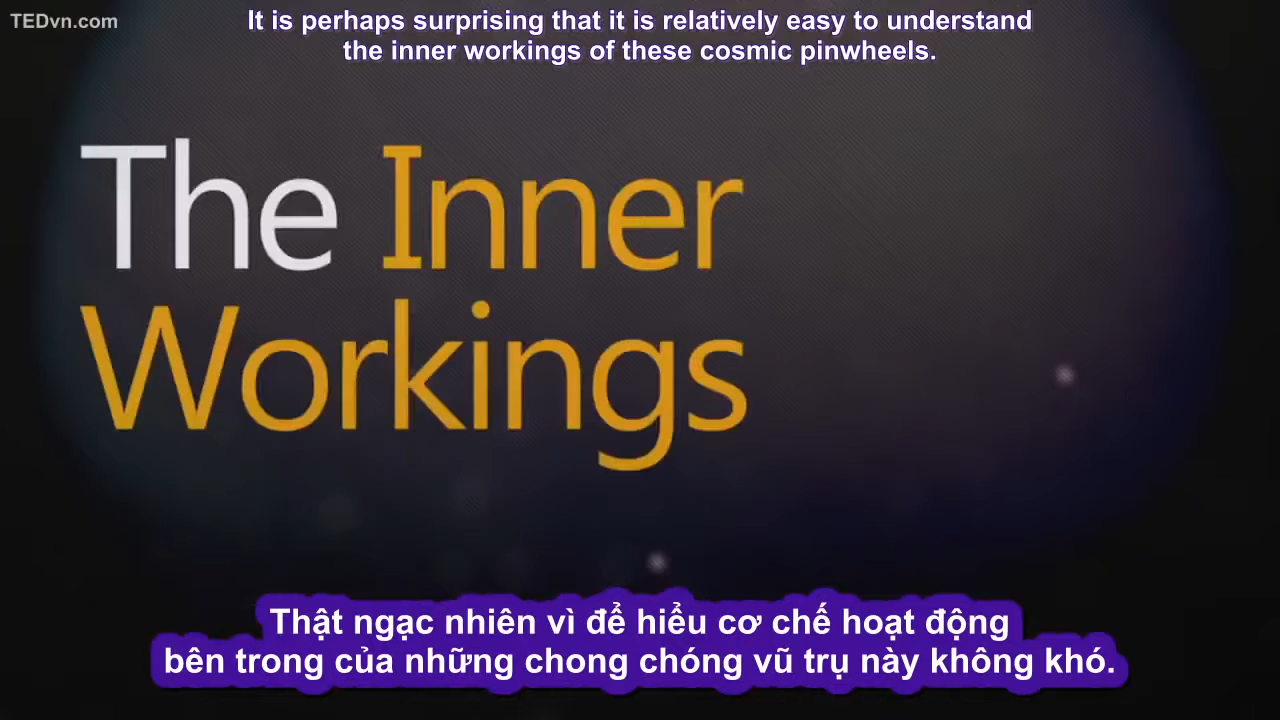 TEDvn.com
It is perhaps surprising that it is relatively easy to understand
the inner workings of these cosmic pinwheels.
The Inner
Workings
Thật ngạc nhiên vì để hiểu cơ chế hoạt động
bên trong của những chong chóng vũ trụ này không khó.